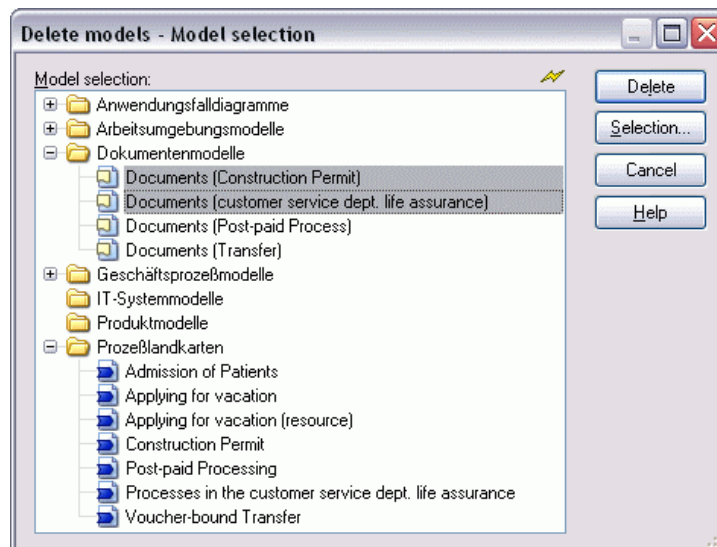 Delete models - Model selection
Model selection:
Anwendungsfalldiagramme
Arbeitsumgebungsmodelle
Dokumentenmodelle
Documents (Construction Permit)
Documents (customer service dept. life assurance)
Documents (Post-paid Process)
Documents (Transfer)
Geschäftsprozeßmodelle
IT-Systemmodelle
Produktmodelle
Prozeßlandkarten
Admission of Patients
Applying for vacation
Applying for vacation (resource)
Construction Permit
Post-paid Processing
Processes in the customer service dept. life assurance
Voucher-bound Transfer
Delete
Selection...
Cancel
Help